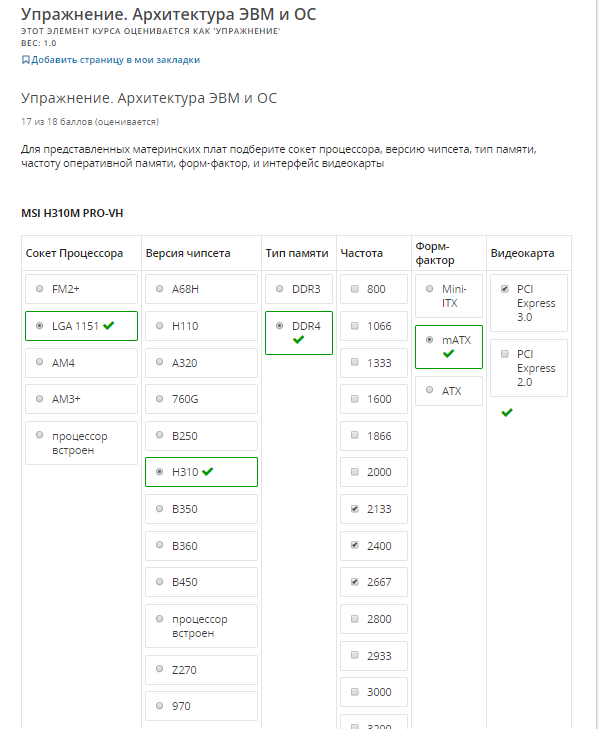 Упражнение. Архитектура ЭВМ и ОС
ЭТОТ ЭЛЕМЕНТ КУРСА ОЦЕНИВАЕТСЯ КАК 'УПРАЖНЕНИЕ'
ВЕС: 1.0
Добавить страницу в мои закладки
Упражнение. Архитектура ЭВМ и ОС
17 из 18 баллов (оценивается)
Для представленных материнских плат подберите сокет процессора, версию чипсета, тип памяти,
частоту оперативной памяти, форм-фактор, и интерфейс видеокарты
MSI H310M PRO-VH
Сокет Процессора
FM2+
LGA 1151
AM4
AM3+
процессор
встроен
Версия чипсета
A68H
H110
A320
760G
B250
H310
B350
B360
B450
процессор
встроен
Z270
970
Тип памяти
DDR3
DDR4
Частота
800
1066
1333
1600
1866
2000
2133
2400
2667
2800
2933
3000
3200
Форм-
фактор
Mini-
ITX
mATX
ATX
Видеокарта
PCI
Express
3.0
PCI
Express
2.0